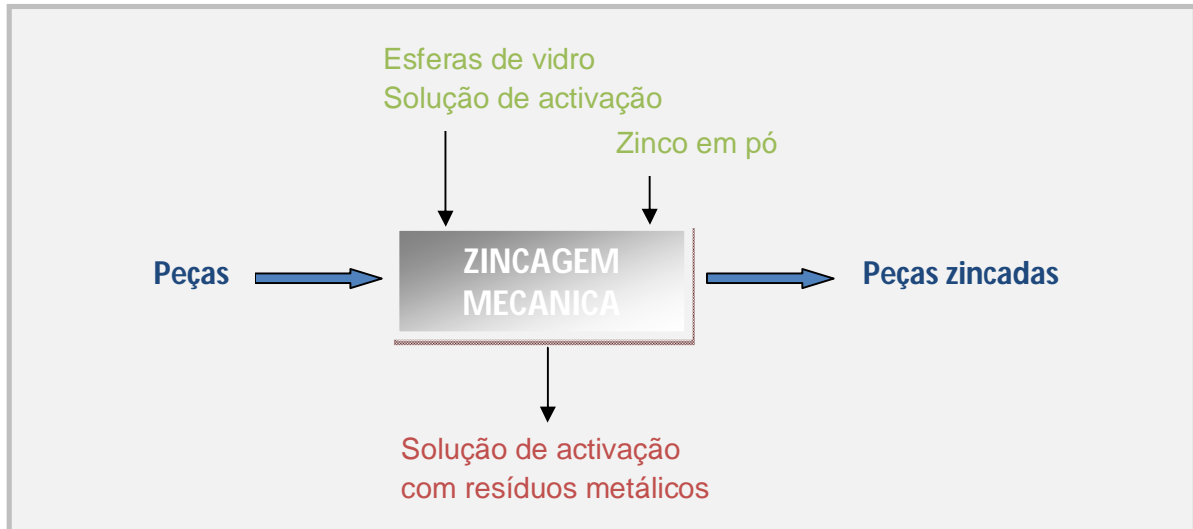 Esferas de vidro
Solução de activação
Zinco em pó
Peças
ZINCAGEM
MECANICA
Peças zincadas
Solução de activação
com resíduos metálicos